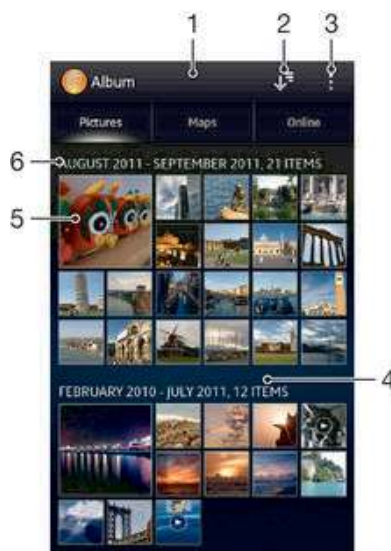 1 2 3
Album
Pictures Maps Online
6 AUGUST 2011 - SEPTEMBER 2011, 21 ITEMS
5
4
FEBRUARY 2010 - JULY 2011, 12 ITEMS